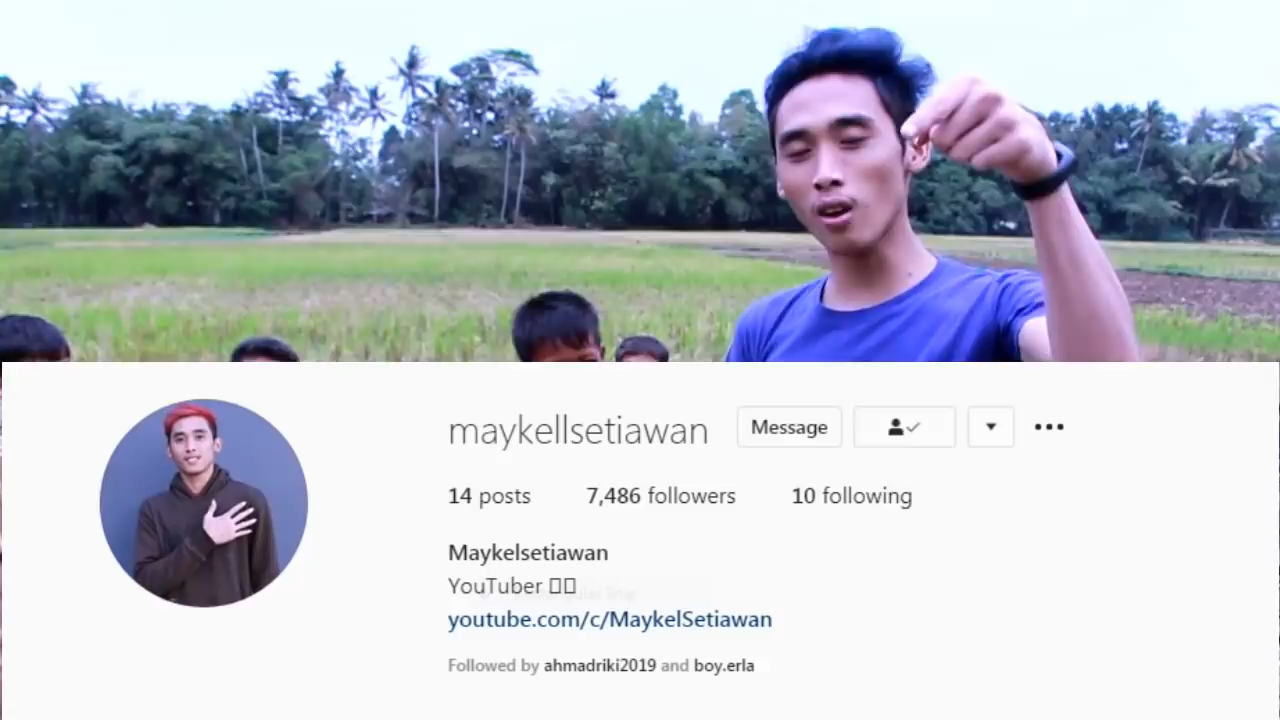 maykellsetiawan Message
14 posts 7,486 followers 10 following
Maykelsetiawan
YouTuber
youtube.com/c/MaykelSetiawan
Followed by ahmadriki2019 and boy.erla